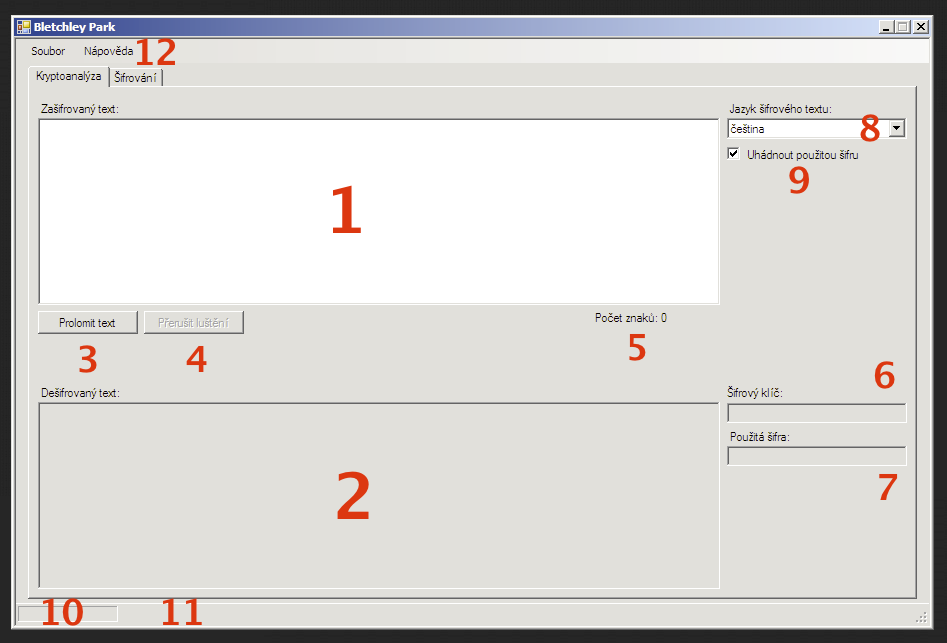 Bletchley Park
Soubor Nápověda 12
Kryptoanalýza Šifrování
Zašifrovaný text: Jazyk šifrového textu:
čeština 8
Uhádnout použitou šifru
9
1
Prolomit text Přerušit luštění Počet znaků: 0
3 4 5
6
Dešifrovaný text: Šifrový klíč:
Použitá šifra:
7
2
10 11